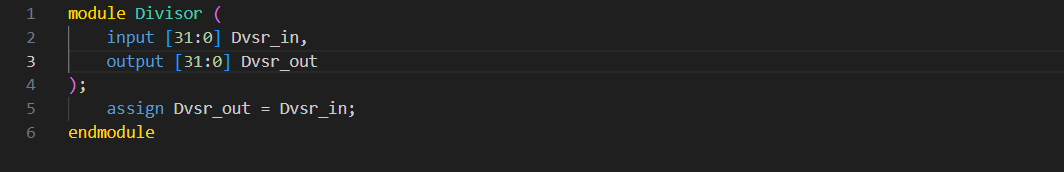 1 module Divisor (
2 input [31:0] Dvsr_in,
3 output [31:0] Dvsr_out
4 );
5 assign Dvsr_out = Dvsr_in;
6 endmodule